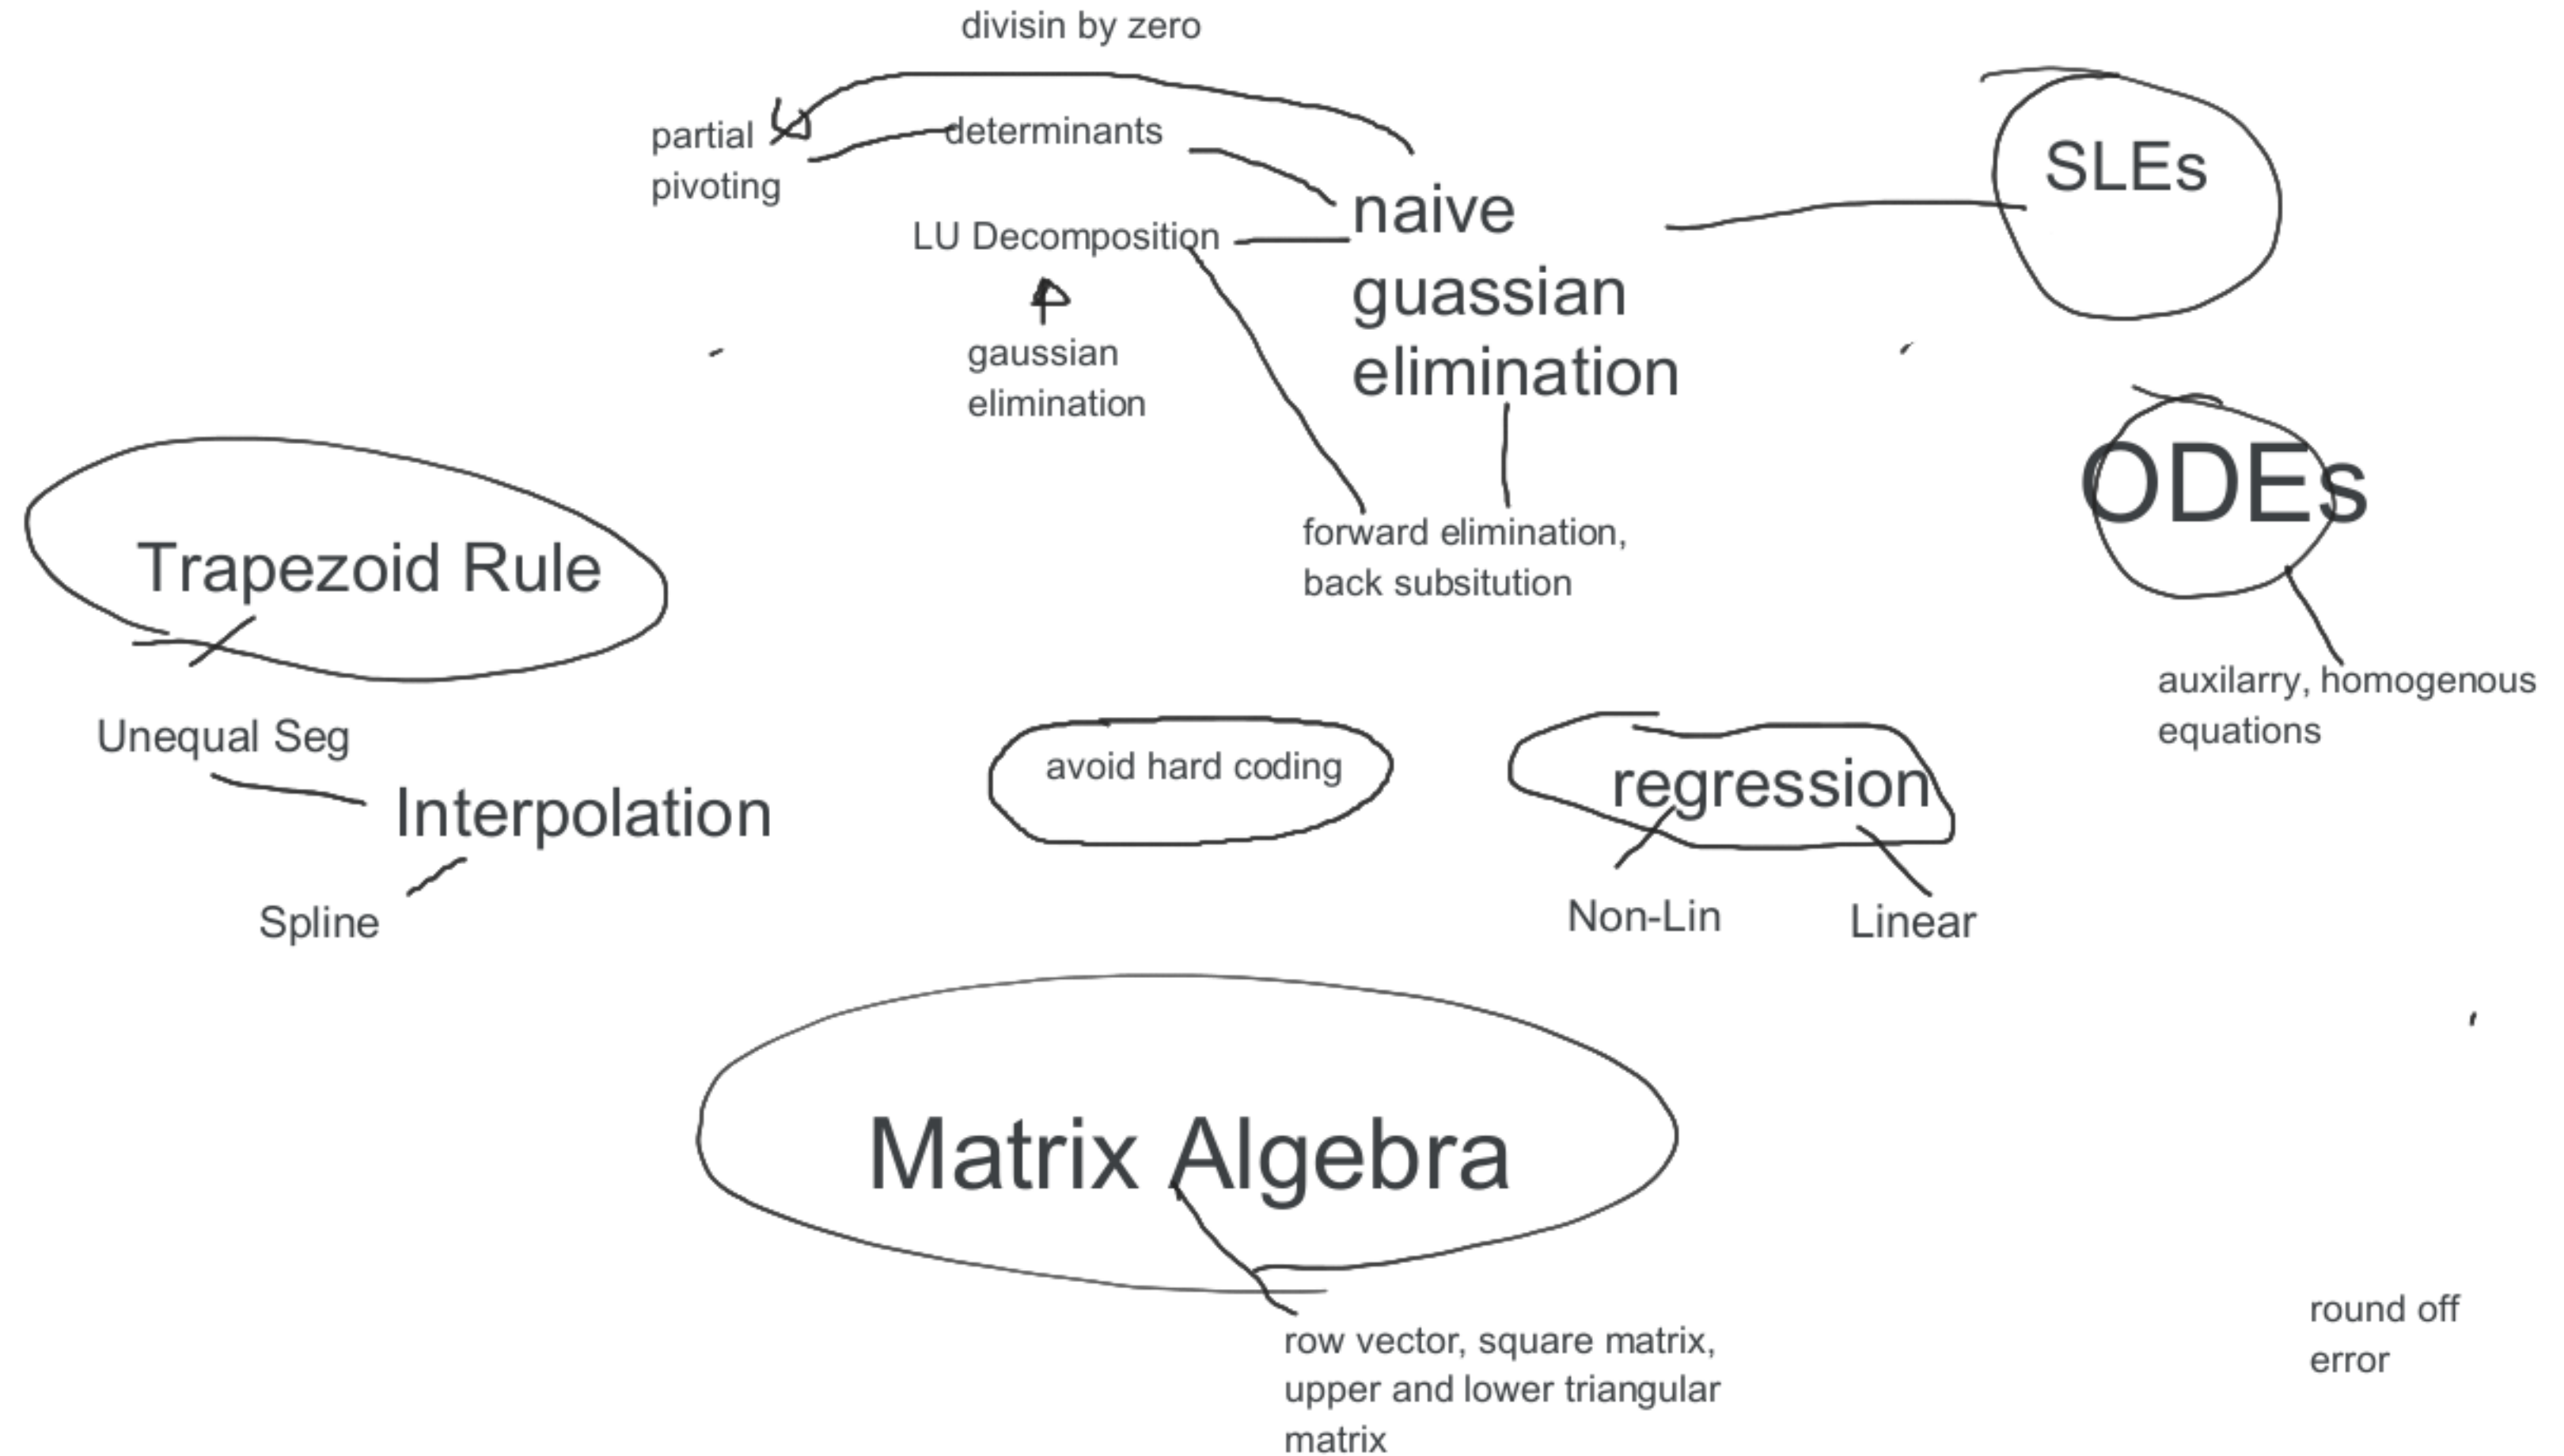 divisin by zero
partial
pivoting
determinants
LU Decomposition
gaussian
elimination
naive
guassian
elimination
SLEs
forward elimination,
back subsitution
ODEs
auxilarry, homogenous
equations
Trapezoid Rule
Unequal Seg
Interpolation
Spline
avoid hard coding
regression
Non-Lin
Linear
Matrix Algebra
row vector, square matrix,
upper and lower triangular
matrix
round off
error